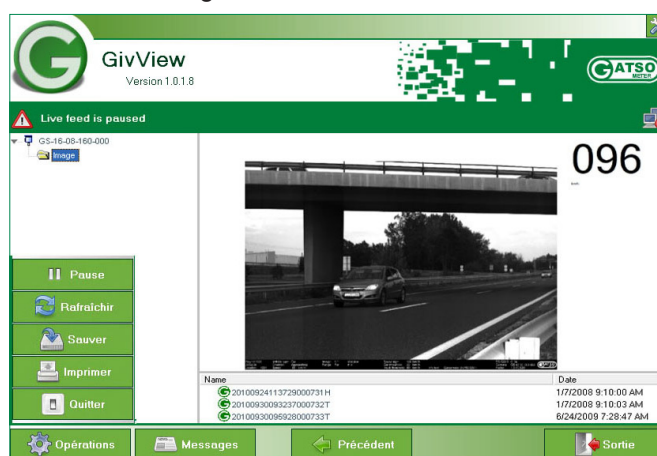 GivView
Version 1.0.1.8
GATSO
METER
Live feed is paused
GS-16-08-160-000
Image
096
km/h
Pause
Rafraîchir
Sauver
Imprimer
Quitter
Name Date
20100924113729000731H 1/7/2008 9:10:00 AM
20100930093237000732T 1/7/2008 9:10:03 AM
20100930095928000733T 6/24/2009 7:28:47 AM
Opérations Messages Précédent Sortie